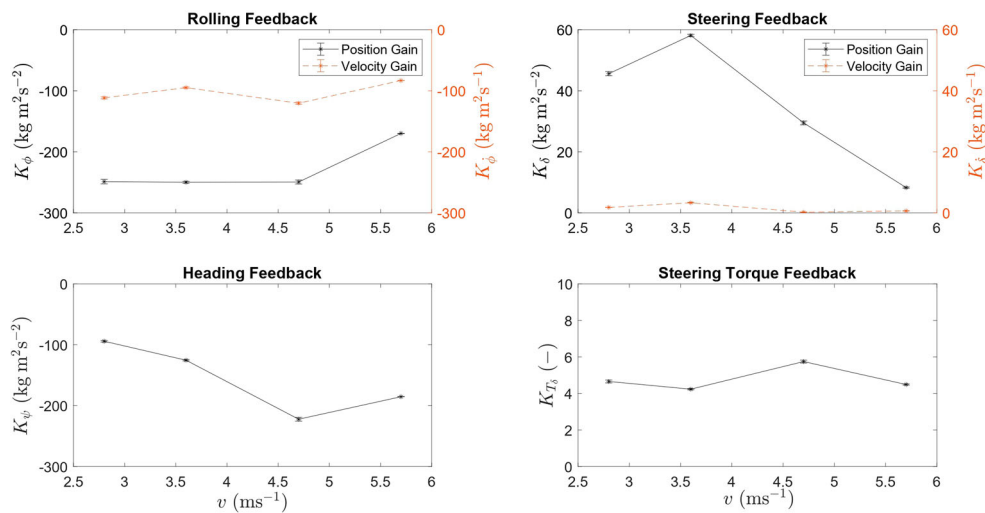 Rolling Feedback
0 0
-100 -100
-200 -200
-300 -300
2.5 3 3.5 4 4.5 5 5.5 6
K_ϕ (kg m²s⁻²)
K_ϕ̇ (kg m²s⁻¹)
Position Gain
Velocity Gain
Steering Feedback
60 60
40 40
20 20
0 0
2.5 3 3.5 4 4.5 5 5.5 6
K_δ (kg m²s⁻²)
K_δ̇ (kg m²s⁻¹)
Position Gain
Velocity Gain
Heading Feedback
0
-100
-200
-300
2.5 3 3.5 4 4.5 5 5.5 6
K_ψ (kg m²s⁻²)
v (ms⁻¹)
Steering Torque Feedback
10
8
6
4
2
0
2.5 3 3.5 4 4.5 5 5.5 6
K_{T_δ} (−)
v (ms⁻¹)